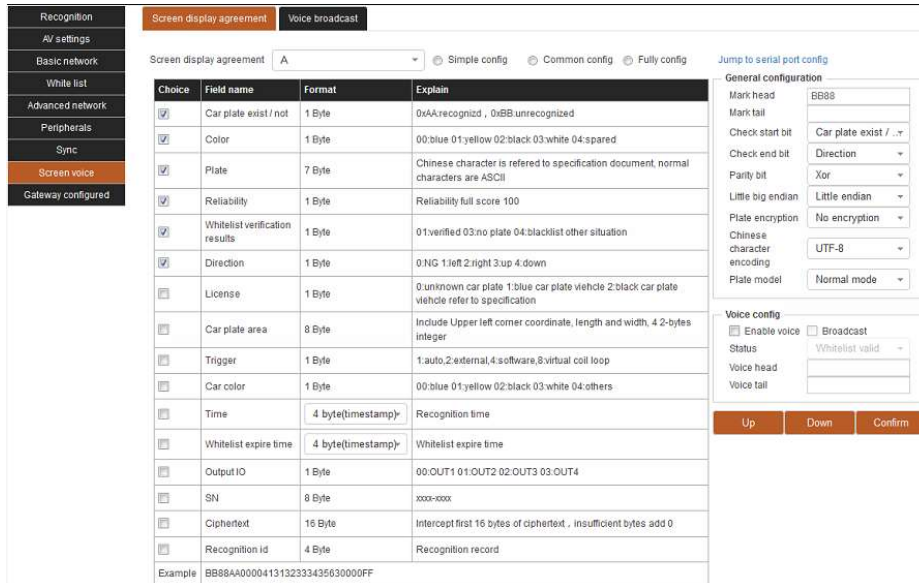 Recognition
AV settings
Basic network
White list
Advanced network
Peripherals
Sync
Screen voice
Gateway configured
Screen display agreement
Voice broadcast
Screen display agreement A Simple config Common config Fully config Jump to serial port config
Choice Field name Format Explain
Car plate exist / not 1 Byte 0xAA:recognizd , 0xBB:unrecognized
Color 1 Byte 00:blue 01:yellow 02:black 03:white 04:spared
Plate 7 Byte Chinese character is refered to specification document, normal
characters are ASCII
Reliability 1 Byte Reliability full score 100
Whitelist verification
results 1 Byte 01:verified 03:no plate 04:blacklist other situation
Direction 1 Byte 0:NG 1:left 2:right 3:up 4:down
License 1 Byte 0:unknown car plate 1:blue car plate viehcle 2:black car plate
viehcle refer to specification
Car plate area 8 Byte Include Upper left corner coordinate, length and width, 4 2-bytes
integer
Trigger 1 Byte 1:auto,2:external,4:software,8:virtual coil loop
Car color 1 Byte 00:blue 01:yellow 02:black 03:white 04:others
Time 4 byte(timestamp) Recognition time
Whitelist expire time 4 byte(timestamp) Whitelist expire time
Output IO 1 Byte 00:OUT1 01:OUT2 02:OUT3 03:OUT4
SN 8 Byte xxxx-xxxx
Ciphertext 16 Byte Intercept first 16 bytes of ciphertext , insufficient bytes add 0
Recognition id 4 Byte Recognition record
Example BB88AA0000413132333435630000FF
General configuration
Mark head BB88
Mark tail
Check start bit Car plate exist / ...
Check end bit Direction
Parity bit Xor
Little big endian Little endian
Plate encryption No encryption
Chinese
character
encoding UTF-8
Plate model Normal mode
Voice config
Enable voice Broadcast
Status Whitelist valid
Voice head
Voice tail
Up Down Confirm